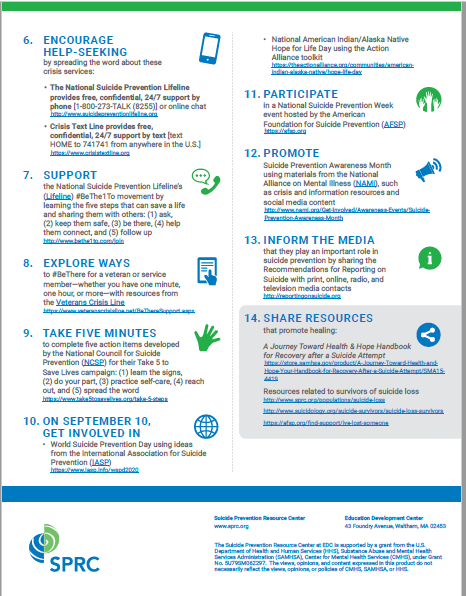 6. ENCOURAGE
HELP-SEEKING
by spreading the word about these
crisis services:
• The National Suicide Prevention Lifeline
provides free, confidential, 24/7 support by
phone [1-800-273-TALK (8255)] or online chat
http://www.suicidepreventionlifeline.org
• Crisis Text Line provides free,
confidential, 24/7 support by text [text
HOME to 741741 from anywhere in the U.S.]
https://www.crisistextline.org
7. SUPPORT
the National Suicide Prevention Lifeline's
(Lifeline) #BeThe1To movement by
learning the five steps that can save a life
and sharing them with others: (1) ask,
(2) keep them safe, (3) be there, (4) help
them connect, and (5) follow up
http://www.bethe1to.com/join
8. EXPLORE WAYS
to #BeThere for a veteran or service
member—whether you have one minute,
one hour, or more—with resources from
the Veterans Crisis Line
https://www.veteranscrisisline.net/BeThereSupport.aspx
9. TAKE FIVE MINUTES
to complete five action items developed
by the National Council for Suicide
Prevention (NCSP) for their Take 5 to
Save Lives campaign: (1) learn the signs,
(2) do your part, (3) practice self-care, (4) reach
out, and (5) spread the word
https://www.take5tosavelives.org/take-5-steps
10. ON SEPTEMBER 10,
GET INVOLVED IN
• World Suicide Prevention Day using ideas
from the International Association for Suicide
Prevention (IASP)
https://www.iasp.info/wspd2020
• National American Indian/Alaska Native
Hope for Life Day using the Action
Alliance toolkit
https://theactionalliance.org/communities/american-
indian-alaska-native/hope-life-day
11. PARTICIPATE
in a National Suicide Prevention Week
event hosted by the American
Foundation for Suicide Prevention (AFSP)
https://afsp.org
12. PROMOTE
Suicide Prevention Awareness Month
using materials from the National
Alliance on Mental Illness (NAMI), such
as crisis and information resources and
social media content
http://www.nami.org/Get-Involved/Awareness-Events/Suicide-
Prevention-Awareness-Month
13. INFORM THE MEDIA
that they play an important role in
suicide prevention by sharing the
Recommendations for Reporting on
Suicide with print, online, radio, and
television media contacts
http://reportingonsuicide.org
14. SHARE RESOURCES
that promote healing:
A Journey Toward Health & Hope Handbook
for Recovery after a Suicide Attempt
https://store.samhsa.gov/product/A-Journey-Toward-Health-and-
Hope-Your-Handbook-for-Recovery-After-a-Suicide-Attempt/SMA15-
4419
Resources related to survivors of suicide loss
http://www.sprc.org/populations/suicide-loss
http://www.suicidology.org/suicide-survivors/suicide-loss-survivors
https://afsp.org/find-support/ive-lost-someone
SPRC
Suicide Prevention Resource Center
www.sprc.org
Education Development Center
43 Foundry Avenue, Waltham, MA 02453
The Suicide Prevention Resource Center at EDC is supported by a grant from the U.S.
Department of Health and Human Services (HHS), Substance Abuse and Mental Health
Services Administration (SAMHSA), Center for Mental Health Services (CMHS), under Grant
No. 5U79SM062297. The views, opinions, and content expressed in this product do not
necessarily reflect the views, opinions, or policies of CMHS, SAMHSA, or HHS.